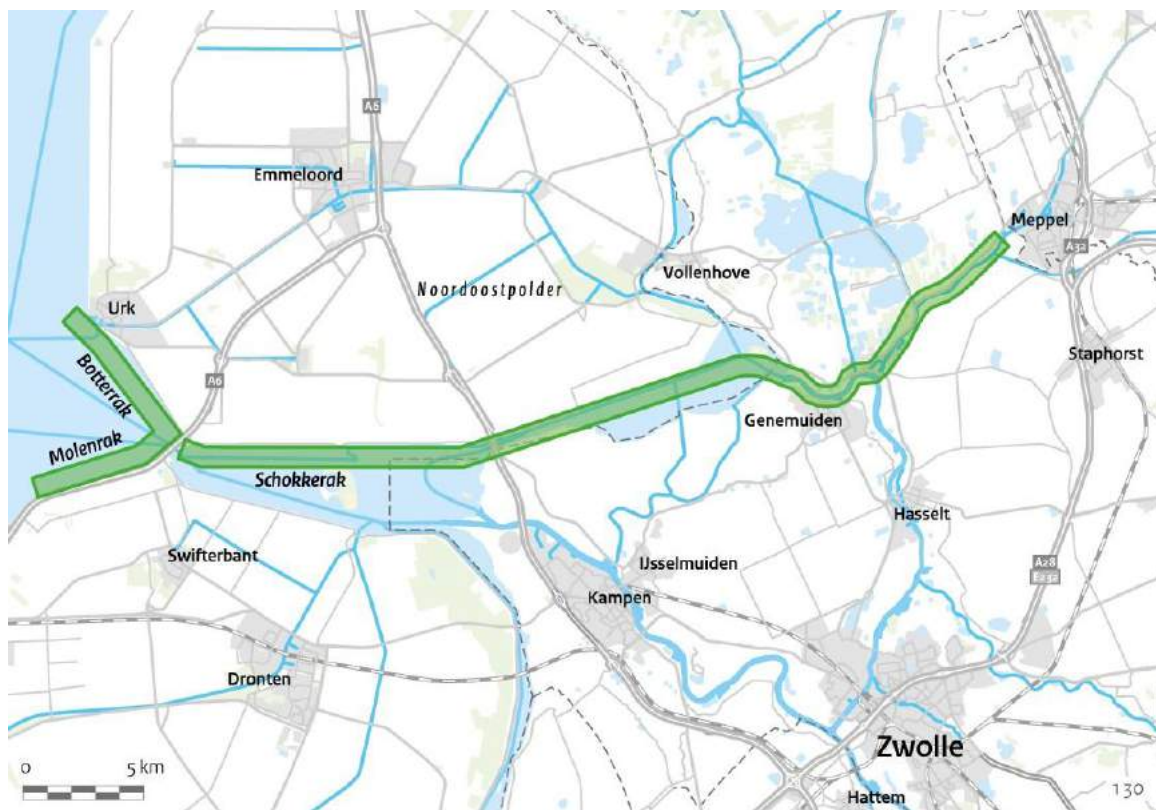 A6
Emmeloord
Meppel
A32
Vollenhove
Noordoostpolder
Urk
Staphorst
Botterrak
A6
Genemuiden
Molenrak
Schokkerak
Hasselt
Swifterbant
IJsselmuiden
A28
E232
Kampen
Dronten
Zwolle
0 5 km
Hattem
130